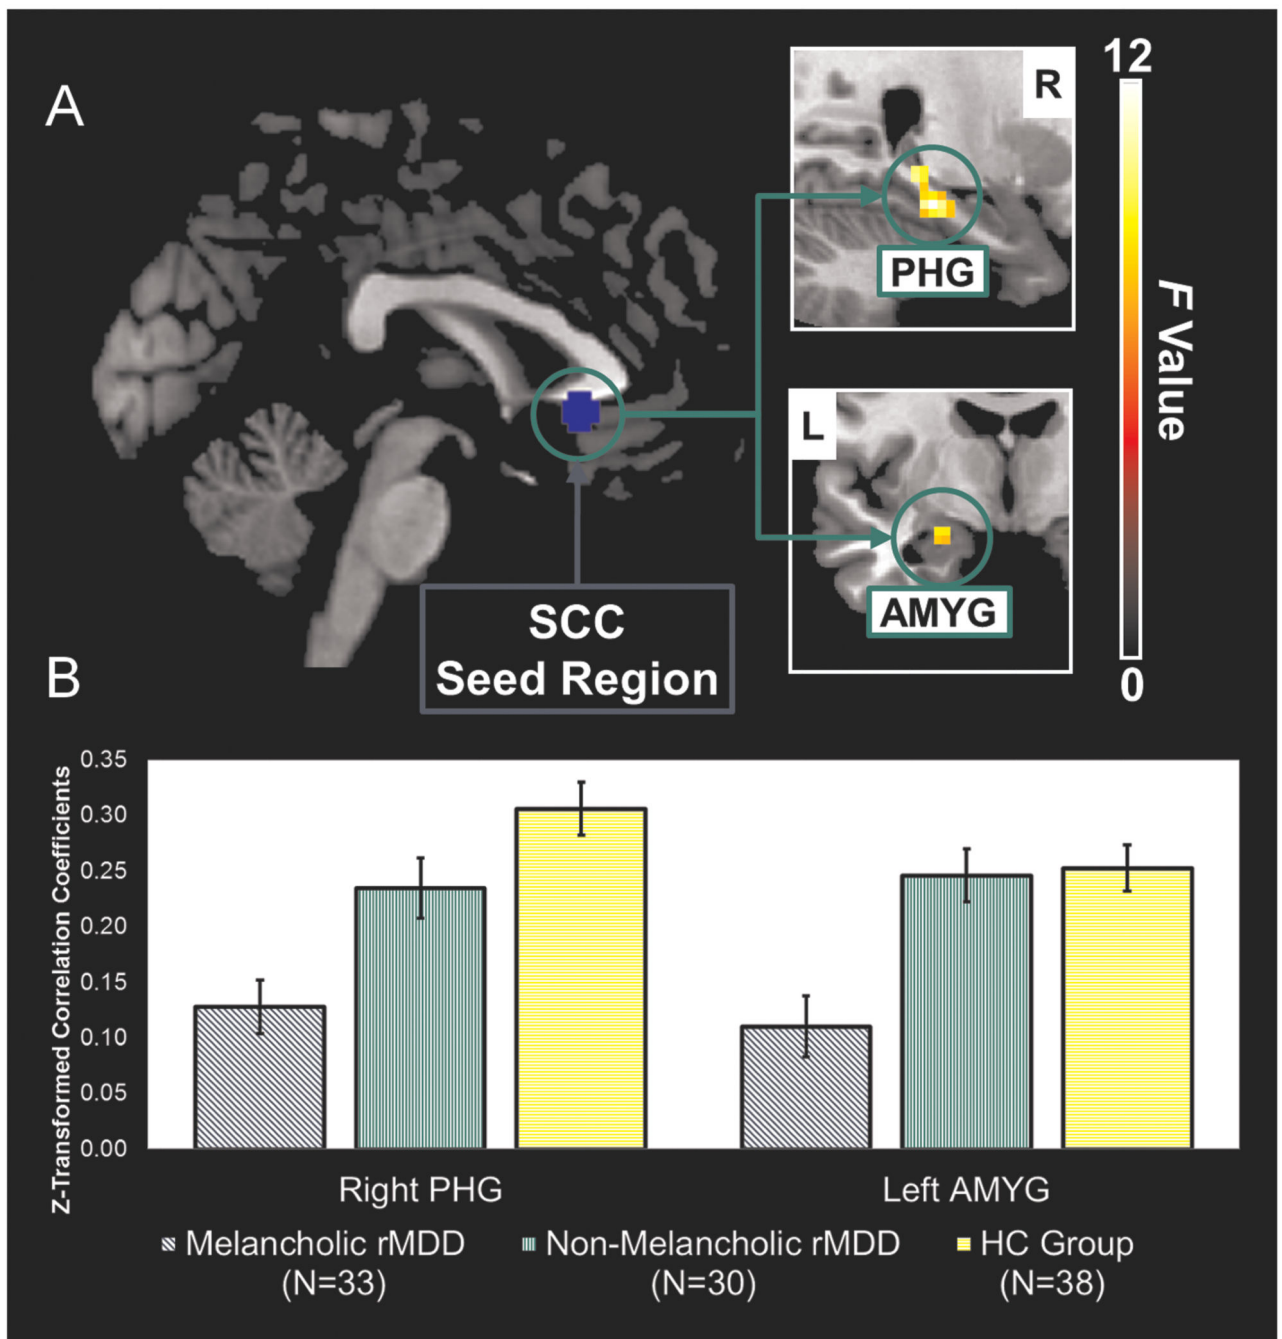 A
R
12
PHG
F Value
L
AMYG
0
SCC
Seed Region
B
Z-Transformed Correlation Coefficients
0.35
0.30
0.25
0.20
0.15
0.10
0.05
0.00
Right PHG
Left AMYG
Melancholic rMDD
(N=33)
Non-Melancholic rMDD
(N=30)
HC Group
(N=38)